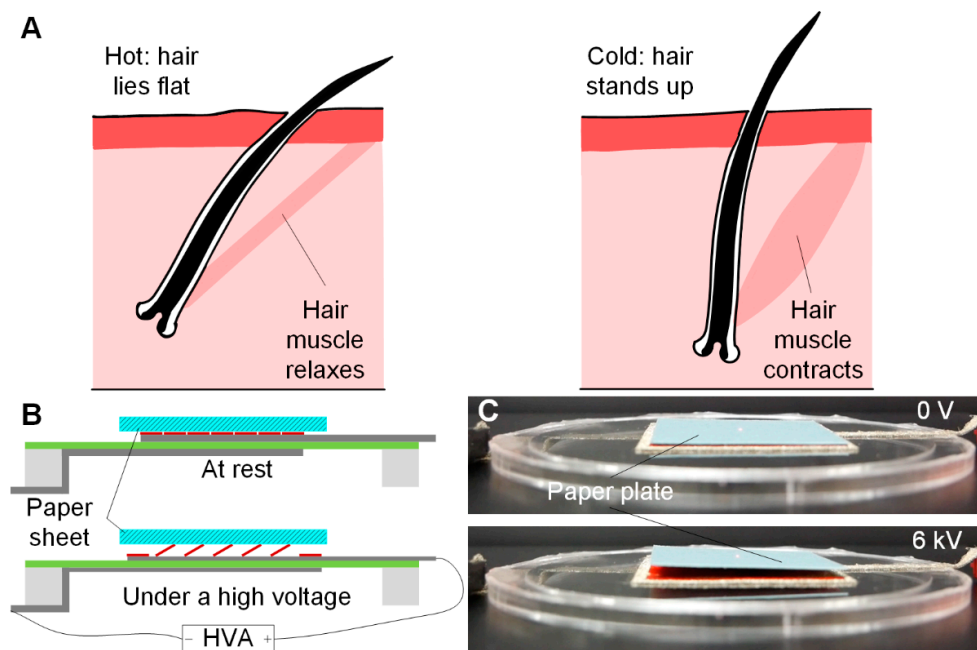 A
Hot: hair
lies flat
Hair
muscle
relaxes
Cold: hair
stands up
Hair
muscle
contracts
B
At rest
Paper
sheet
Under a high voltage
− HVA +
C
0 V
Paper plate
6 kV